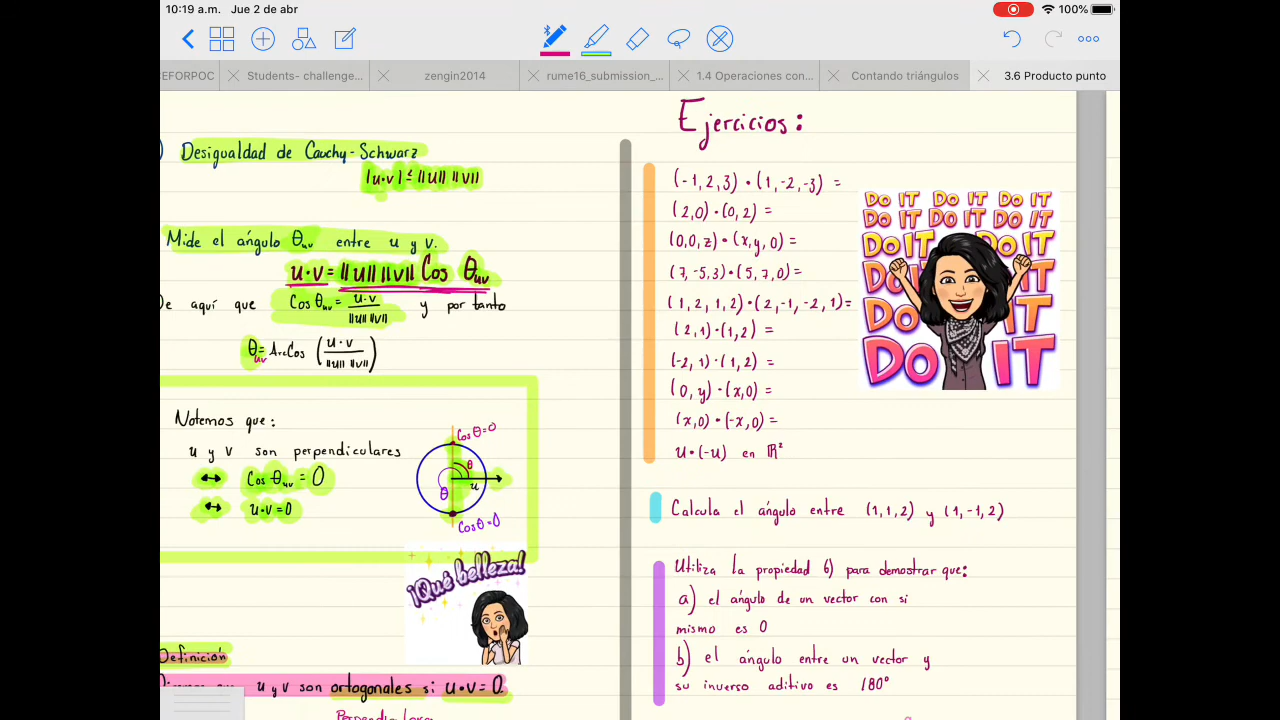 10:19 a.m. Jue 2 de abr
100%
EFORPOC
Students- challenge...
zengin2014
rume16_submission_...
1.4 Operaciones con...
Contando triángulos
3.6 Producto punto
) Desigualdad de Cauchy-Schwarz
|u·v| ≤ ||u|| ||v||
Mide el ángulo θuv entre u y v.
u·v = ||u|| ||v|| Cos θuv
De aquí que Cos θuv = u·v / ||u|| ||v|| y por tanto
θuv = ArcCos (u·v / ||u|| ||v||)
Notemos que:
u y v son perpendiculares
↔ Cos θuv = 0
↔ u·v = 0
Cos θ = 0
θ
u
θ
Cos θ = 0
¡Qué belleza!
Definición
u y v son ortogonales si u·v = 0.
Ejercicios:
(-1, 2, 3) · (1, -2, -3) =
(2,0) · (0, 2) =
(0,0,z) · (x,y,0) =
(7, -5,3) · (5, 7,0) =
(1, 2, 1, 2) · (2, -1, -2, 1) =
(2, 1) · (1, 2) =
(-2, 1) · (1, 2) =
(0, y) · (x,0) =
(x,0) · (-x, 0) =
u · (-u) en ℝ²
DO IT DO IT DO IT
DO IT DO IT DO IT
DO IT DO IT
DO IT
DO IT
DO IT
Calcula el ángulo entre (1, 1, 2) y (1, -1, 2)
Utiliza la propiedad 6) para demostrar que:
a) el ángulo de un vector con si
mismo es 0
b) el ángulo entre un vector y
su inverso aditivo es 180°